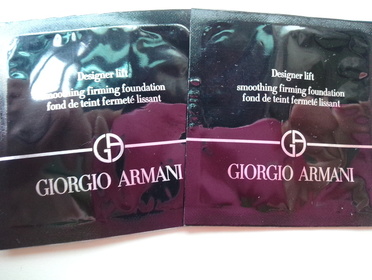 Designer lift
smoothing firming foundation
fond de teint fermeté lissant
GIORGIO ARMANI
Designer lift
smoothing firming foundation
fond de teint fermeté lissant
GIORGIO ARMANI